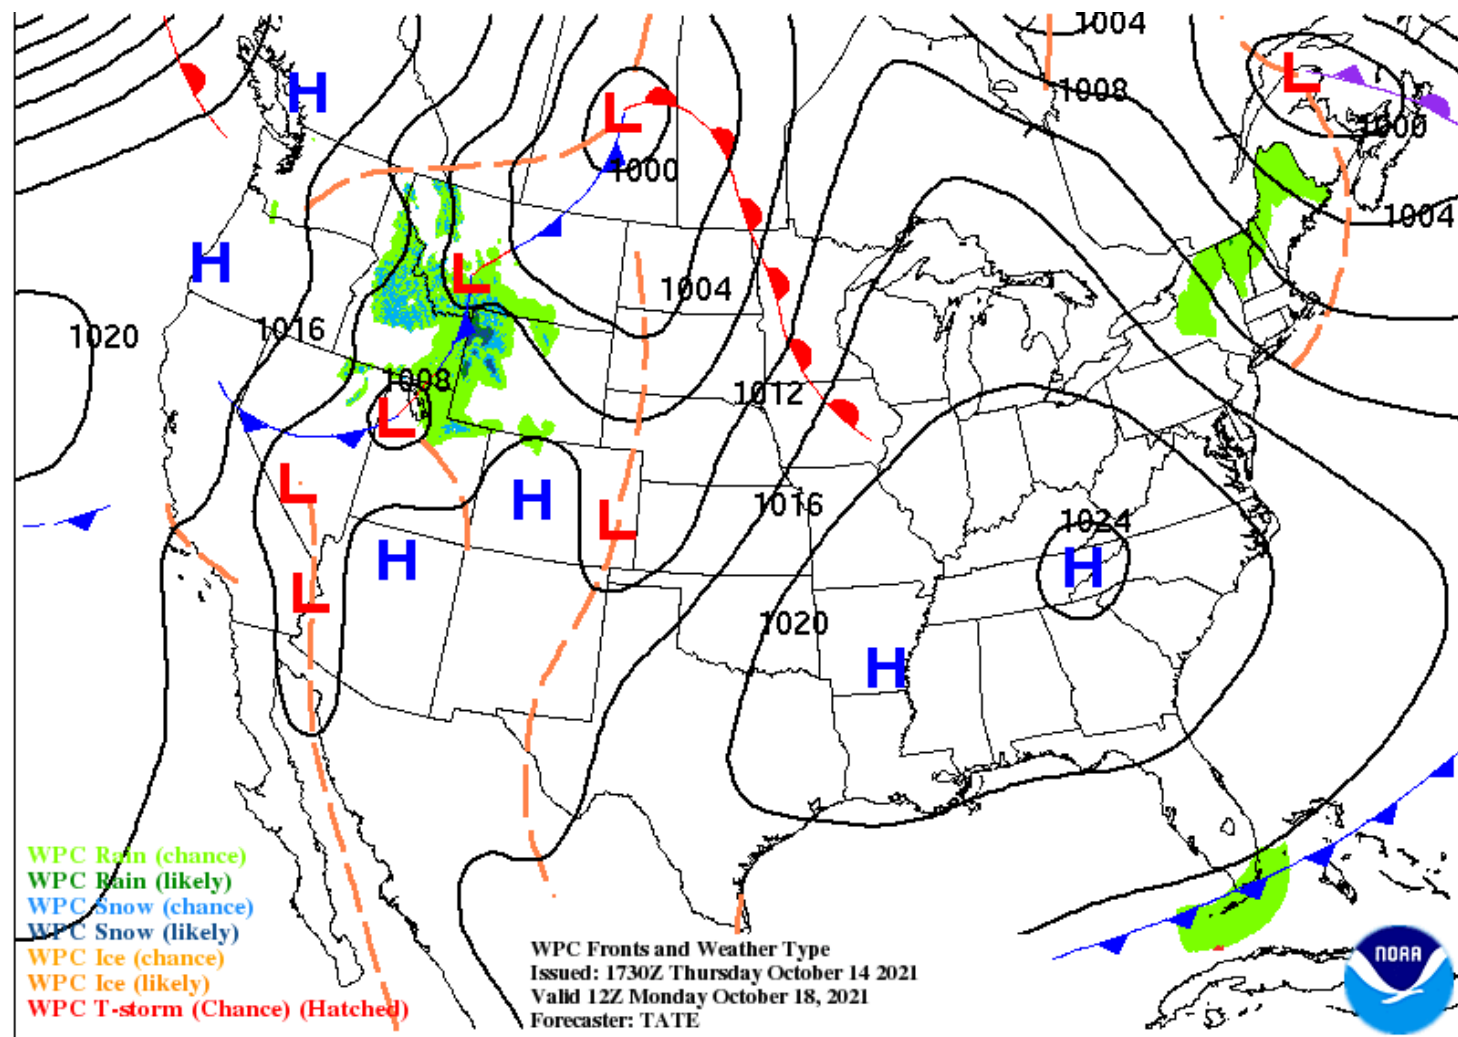 1004
H
L
L
1008
1000
1000
1004
H
L
1004
1020
1016
1008
1012
L
L
H
L
1016
1024
H
L
H
1020
H
WPC Rain (chance)
WPC Rain (likely)
WPC Snow (chance)
WPC Snow (likely)
WPC Ice (chance)
WPC Ice (likely)
WPC T-storm (Chance) (Hatched)
WPC Fronts and Weather Type
Issued: 1730Z Thursday October 14 2021
Valid 12Z Monday October 18, 2021
Forecaster: TATE
NOAA